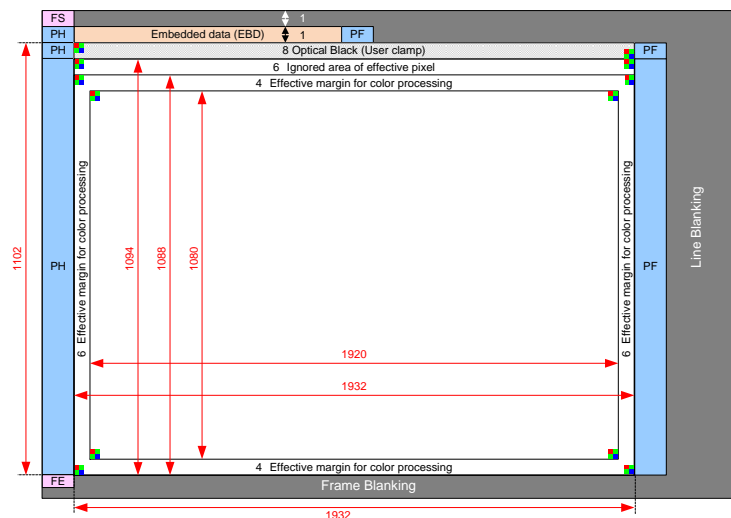 FS
1
PH
Embedded data (EBD)
1
PF
PH
8 Optical Black (User clamp)
PF
6 Ignored area of effective pixel
4 Effective margin for color processing
6 Effective margin for color processing
6 Effective margin for color processing
Line Blanking
1102
1094
1088
1080
PH
PF
1920
1932
4 Effective margin for color processing
FE
Frame Blanking
1932